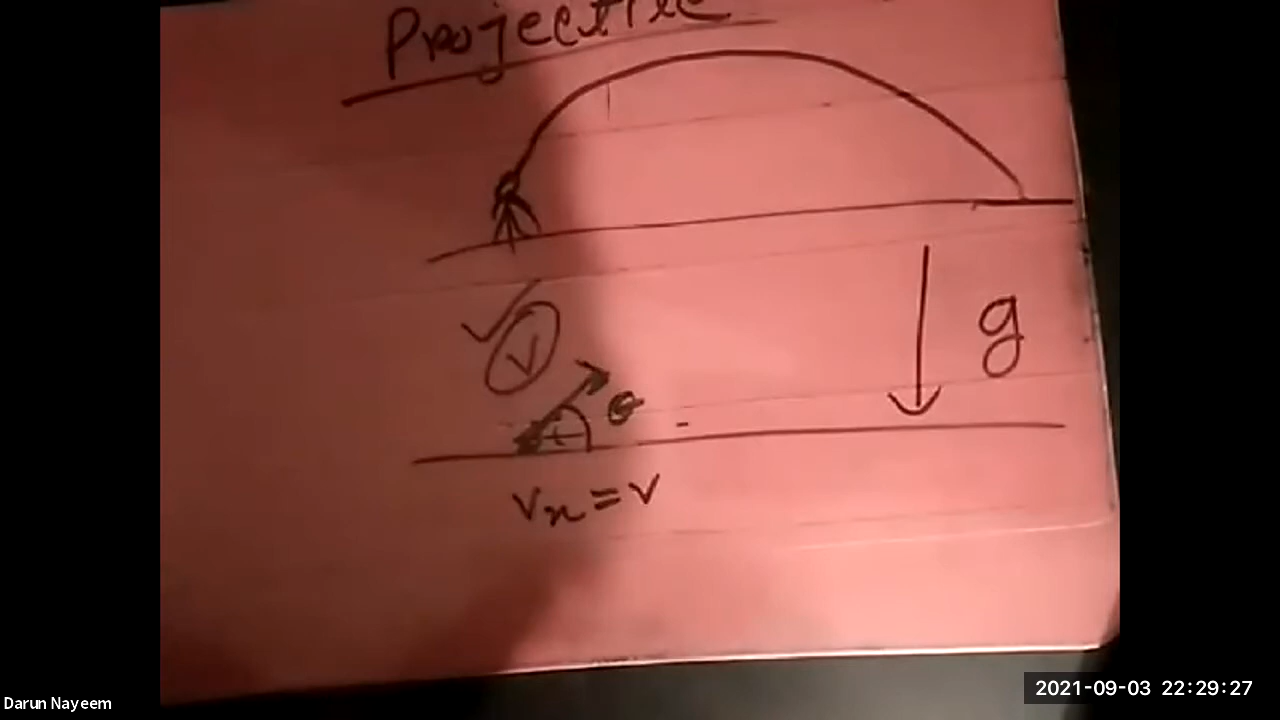 Projectile
V
θ
g
Vx = V
Darun Nayeem
2021-09-03 22:29:27